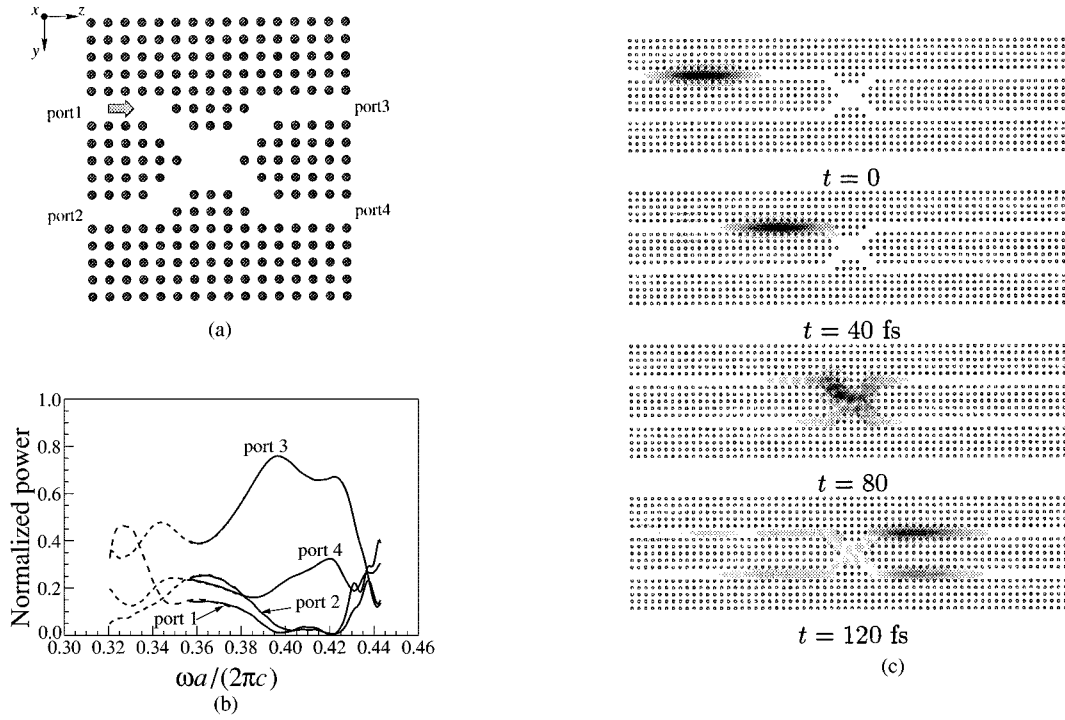 x
z
y
port1
port3
port2
port4
(a)
1.0
0.8
0.6
0.4
0.2
0.0
Normalized power
port 3
port 4
port 2
port 1
0.30 0.32 0.34 0.36 0.38 0.40 0.42 0.44 0.46
ωa/(2πc)
(b)
t = 0
t = 40 fs
t = 80
t = 120 fs
(c)